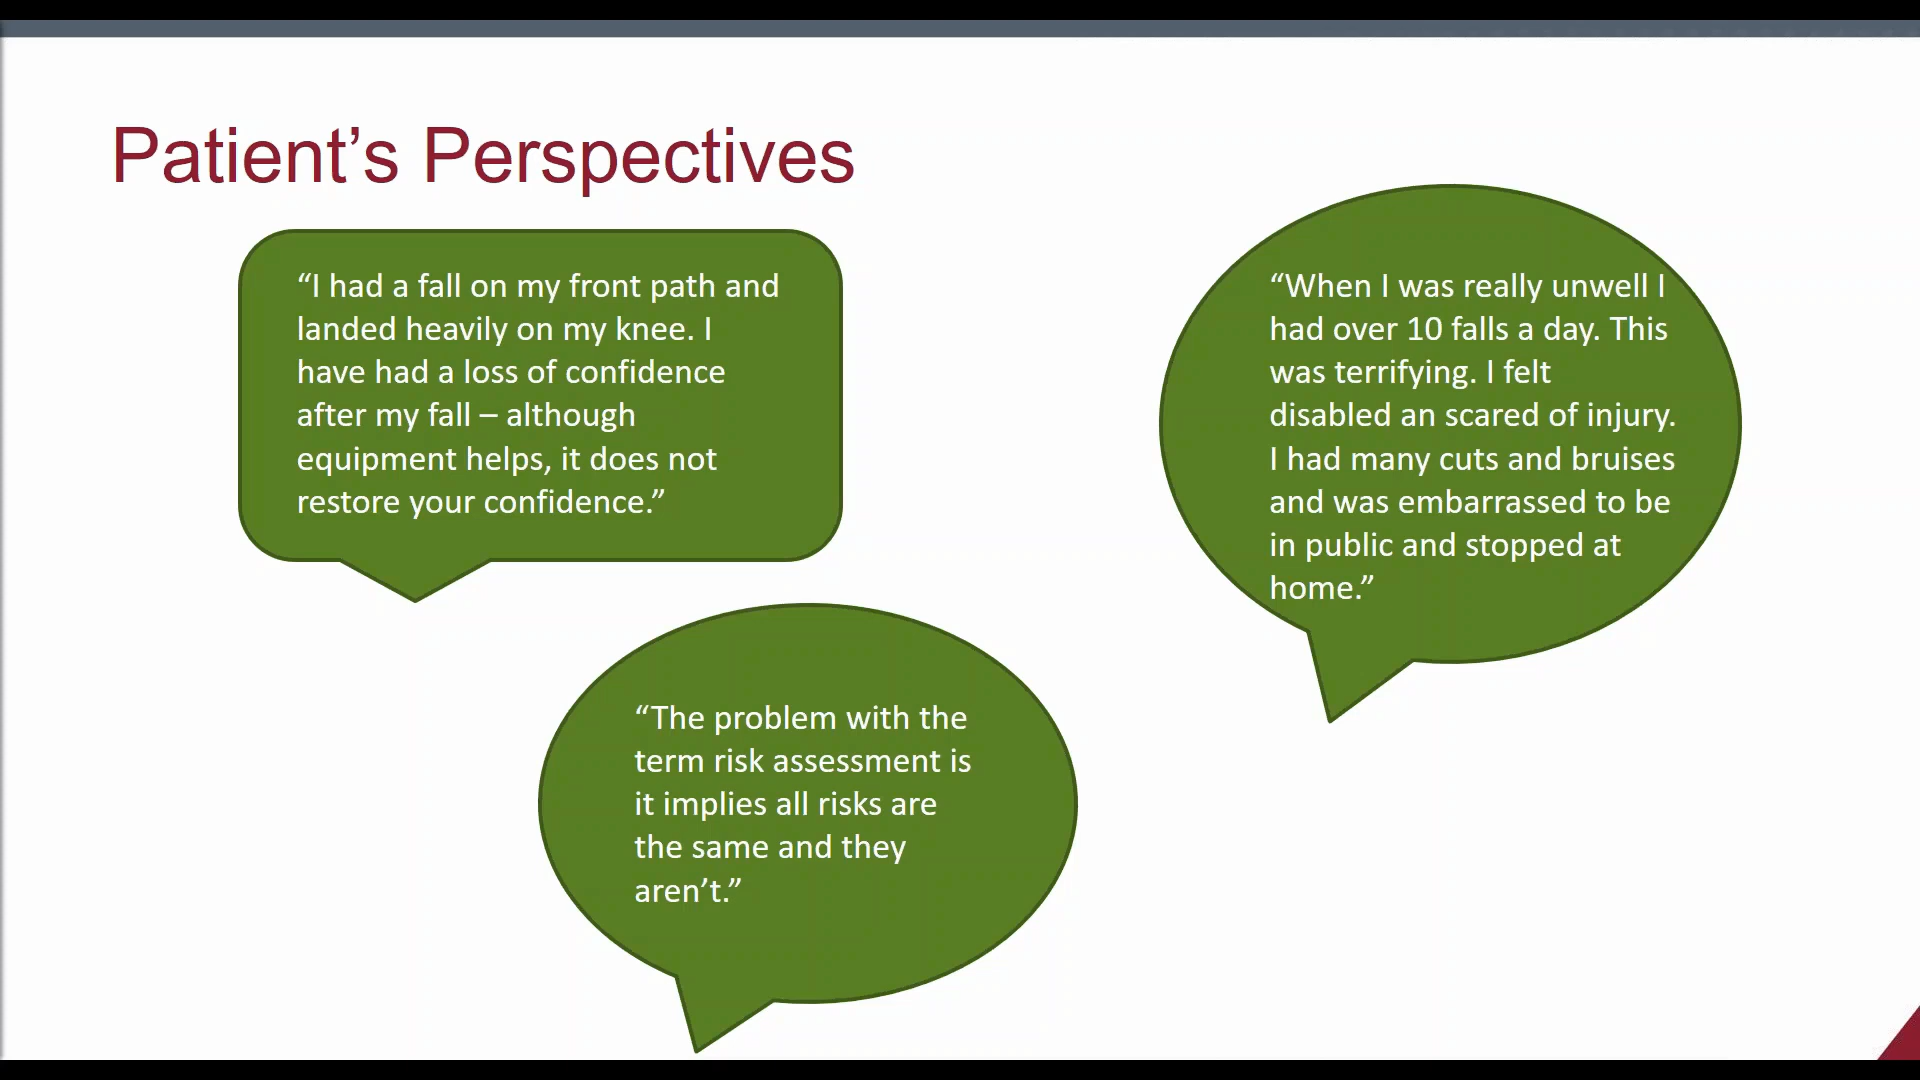 Patient’s Perspectives
“I had a fall on my front path and
landed heavily on my knee. I
have had a loss of confidence
after my fall – although
equipment helps, it does not
restore your confidence.”
“When I was really unwell I
had over 10 falls a day. This
was terrifying. I felt
disabled an scared of injury.
I had many cuts and bruises
and was embarrassed to be
in public and stopped at
home.”
“The problem with the
term risk assessment is
it implies all risks are
the same and they
aren’t.”